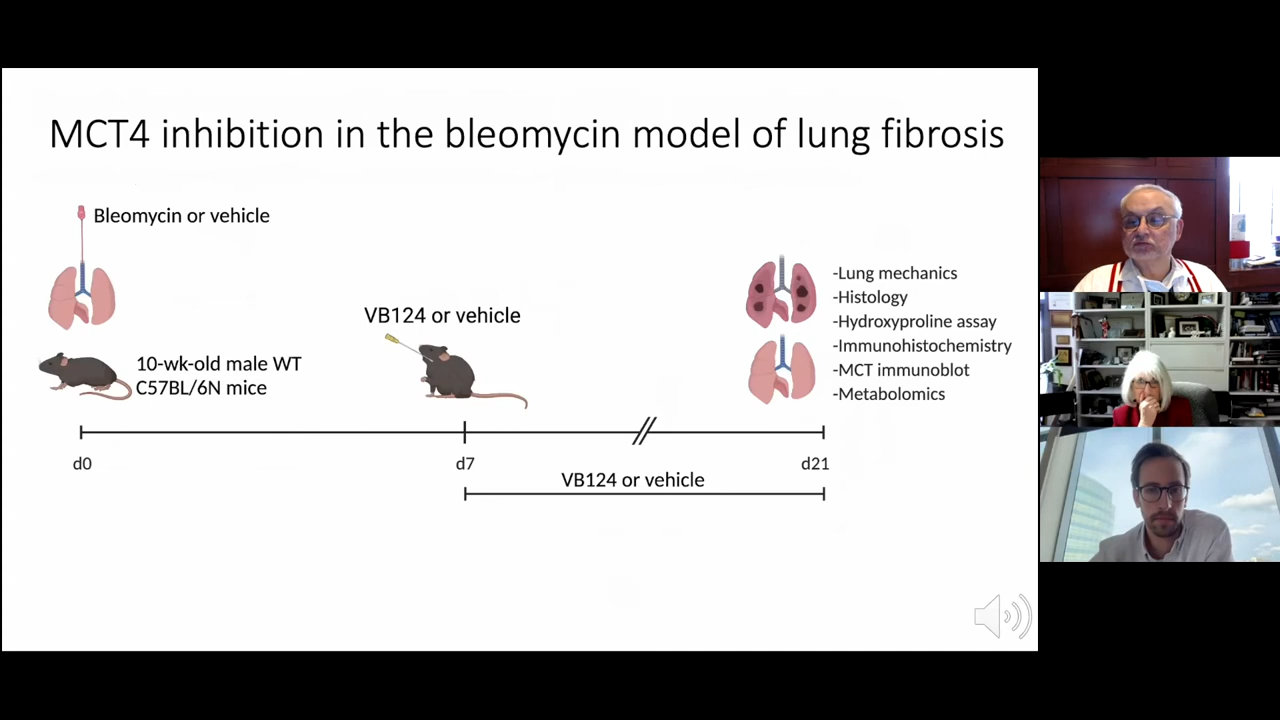 MCT4 inhibition in the bleomycin model of lung fibrosis
Bleomycin or vehicle
10-wk-old male WT
C57BL/6N mice
VB124 or vehicle
-Lung mechanics
-Histology
-Hydroxyproline assay
-Immunohistochemistry
-MCT immunoblot
-Metabolomics
d0
d7
d21
VB124 or vehicle